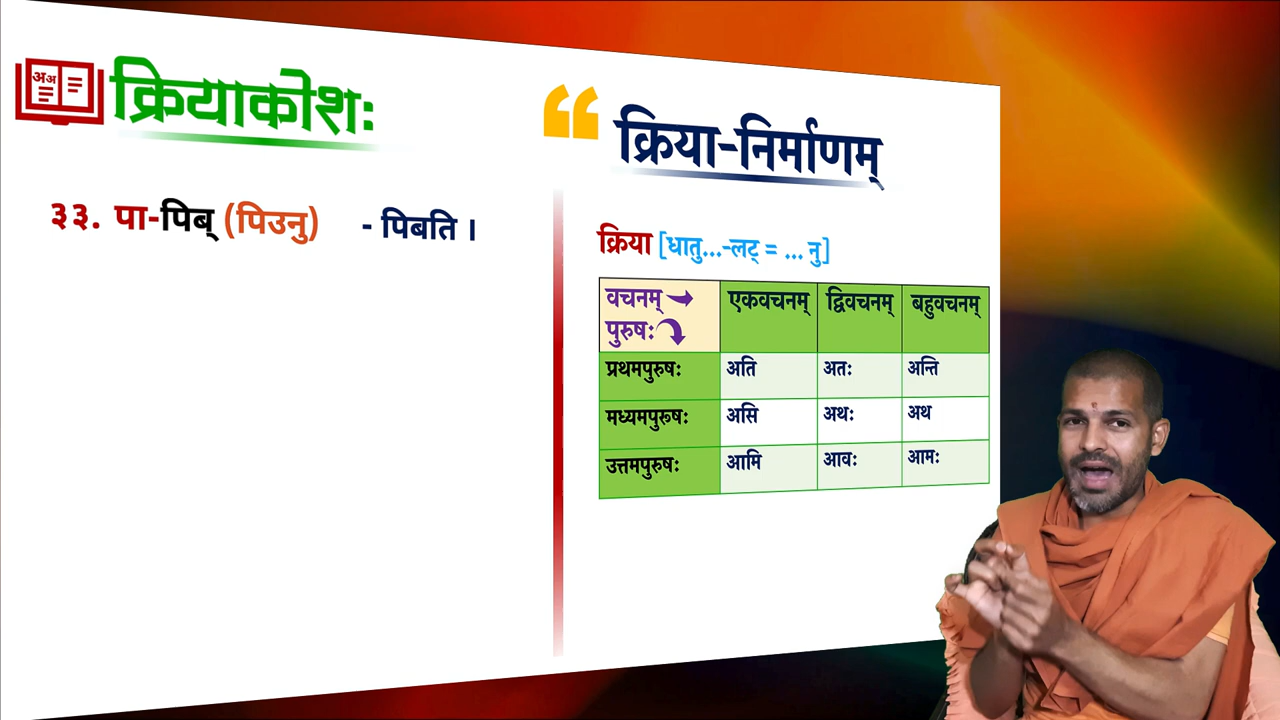 अ अ
क्रियाकोशः
३३. पा-पिब् (पिउनु) - पिबति ।
“ क्रिया-निर्माणम्
क्रिया [धातु...-लट् = ... नु]
वचनम् → एकवचनम् द्विवचनम् बहुवचनम्
पुरुषः
प्रथमपुरुषः अति अतः अन्ति
मध्यमपुरूषः असि अथः अथ
उत्तमपुरुषः आमि आवः आमः